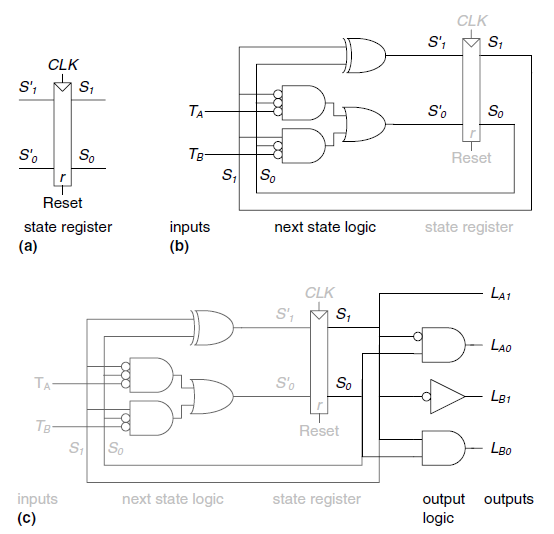 CLK
S'1 S1
S'0 S0
r
Reset
state register
(a)
CLK
S'1 S1
TA
S'0 S0
r
TB
Reset
S1 S0
inputs next state logic state register
(b)
CLK
S'1 S1
LA1
LA0
TA
S'0 S0
LB1
r
TB
Reset
S1 S0
LB0
inputs next state logic state register output logic outputs
(c)